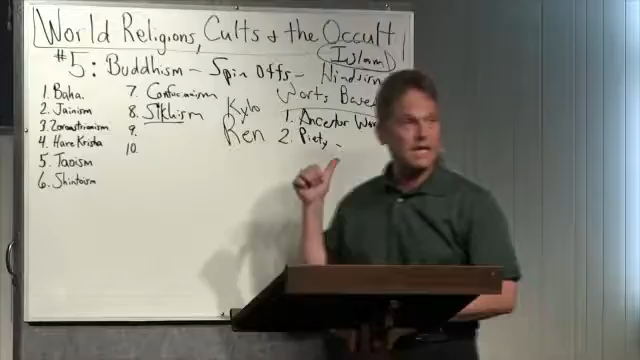 World Religions, Cults & the Occult
Islam
#5: Buddhism - Spin Offs - Hinduism
1. Baha
2. Jainism
3. Zoroastrianism
4. Hare Krisha
5. Taoism
6. Shintoism
7. Confucianism
8. Sikhism
9.
10.
Kylo
Ren
Works Based
1. Ancestor Wor
2. Piety -